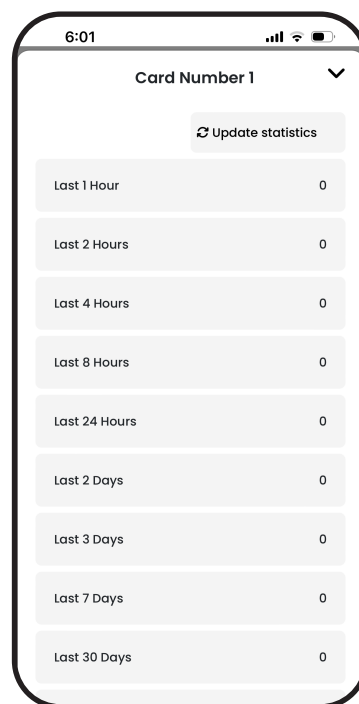 6:01
Card Number 1
Update statistics
Last 1 Hour 0
Last 2 Hours 0
Last 4 Hours 0
Last 8 Hours 0
Last 24 Hours 0
Last 2 Days 0
Last 3 Days 0
Last 7 Days 0
Last 30 Days 0